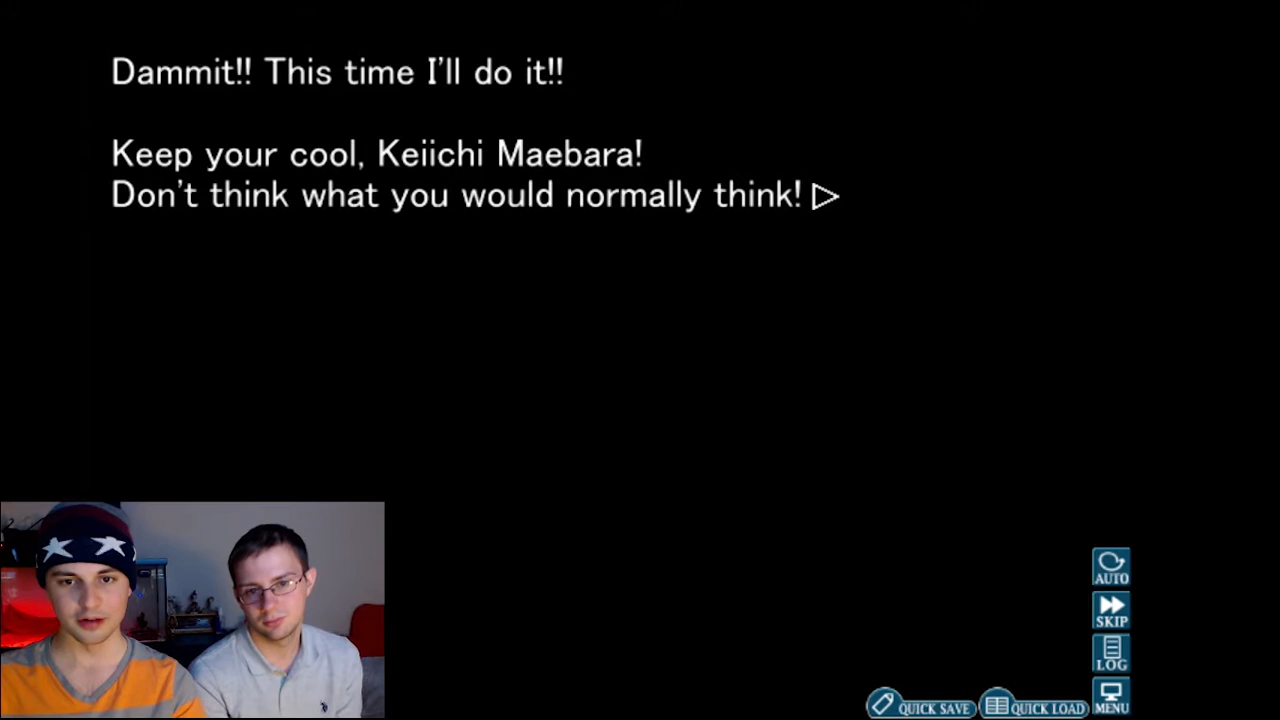 Dammit!! This time I'll do it!!
Keep your cool, Keiichi Maebara!
Don't think what you would normally think!
AUTO
SKIP
LOG
MENU
QUICK SAVE
QUICK LOAD